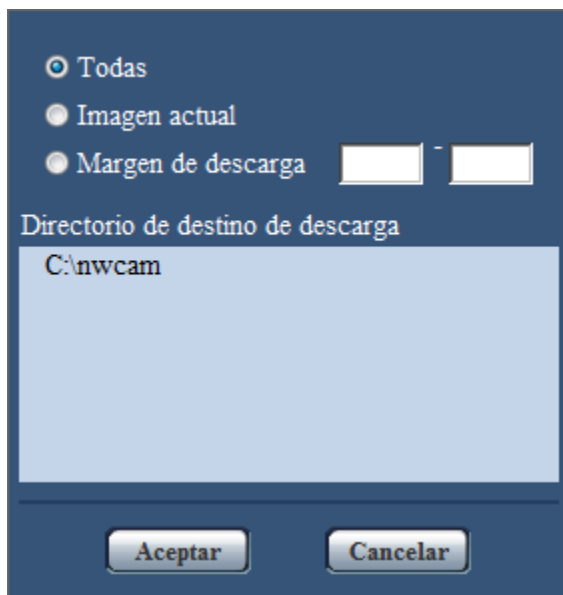 Todas
Imagen actual
Margen de descarga -
Directorio de destino de descarga
C:\nwcam
Aceptar Cancelar